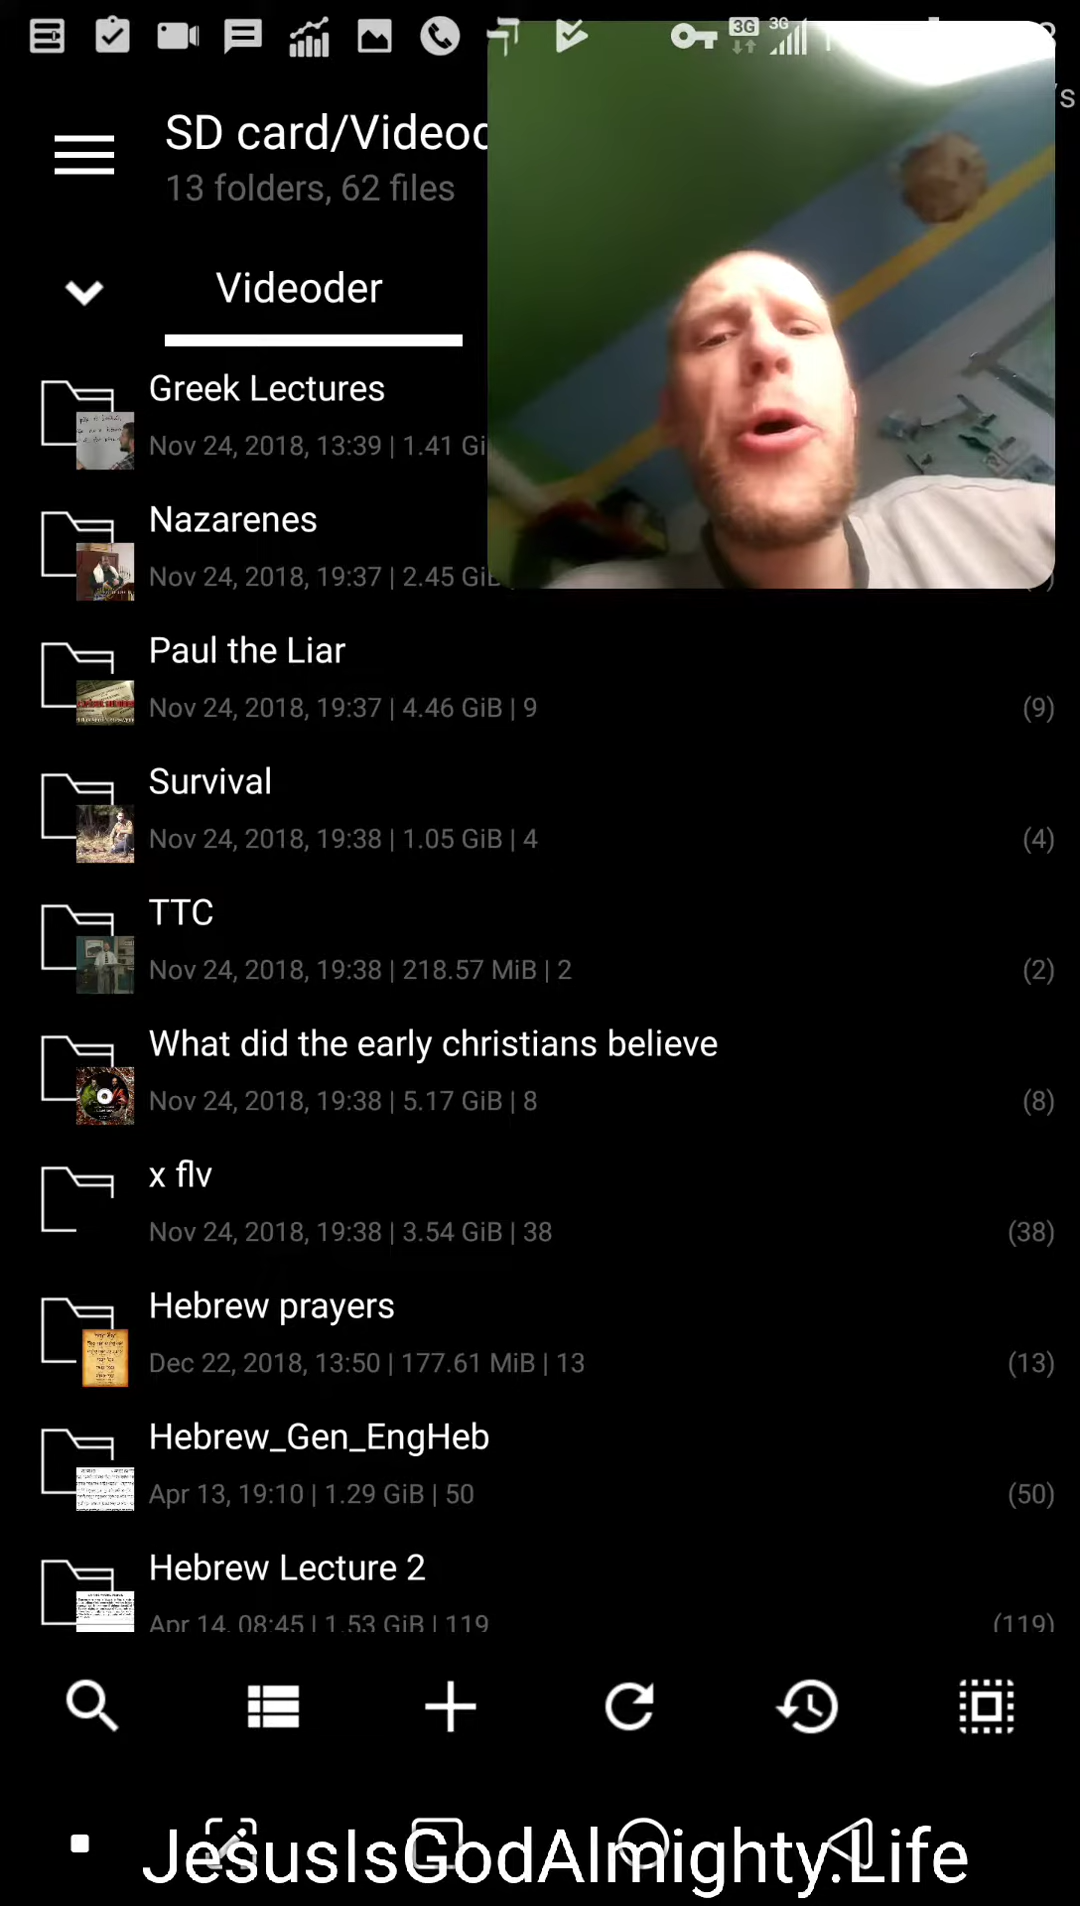 3G
3G
SD card/Videod
13 folders, 62 files
Videoder
Greek Lectures
Nov 24, 2018, 13:39 | 1.41 Gi
Nazarenes
Nov 24, 2018, 19:37 | 2.45 GiB
Paul the Liar
Nov 24, 2018, 19:37 | 4.46 GiB | 9
(9)
Survival
Nov 24, 2018, 19:38 | 1.05 GiB | 4
(4)
TTC
Nov 24, 2018, 19:38 | 218.57 MiB | 2
(2)
What did the early christians believe
Nov 24, 2018, 19:38 | 5.17 GiB | 8
(8)
x flv
Nov 24, 2018, 19:38 | 3.54 GiB | 38
(38)
Hebrew prayers
Dec 22, 2018, 13:50 | 177.61 MiB | 13
(13)
Hebrew_Gen_EngHeb
Apr 13, 19:10 | 1.29 GiB | 50
(50)
Hebrew Lecture 2
Apr 14, 08:45 | 1.53 GiB | 119
(119)
JesusIsGodAlmighty.Life